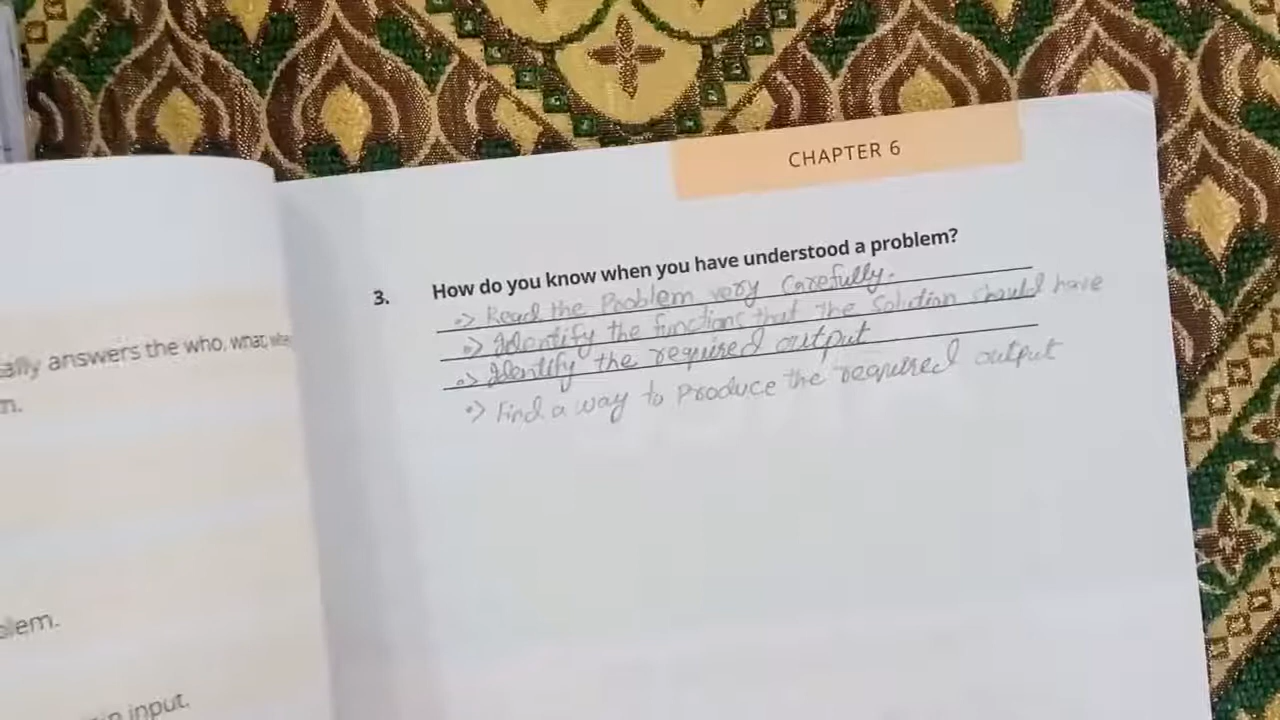 CHAPTER 6
ally answers the who, what,
n.
blem.
input.
3. How do you know when you have understood a problem?
•> Read the Problem very Carefully.
•> Identify the functions that the Solution should have
•> Identify the required output
•> Find a way to Produce the required output